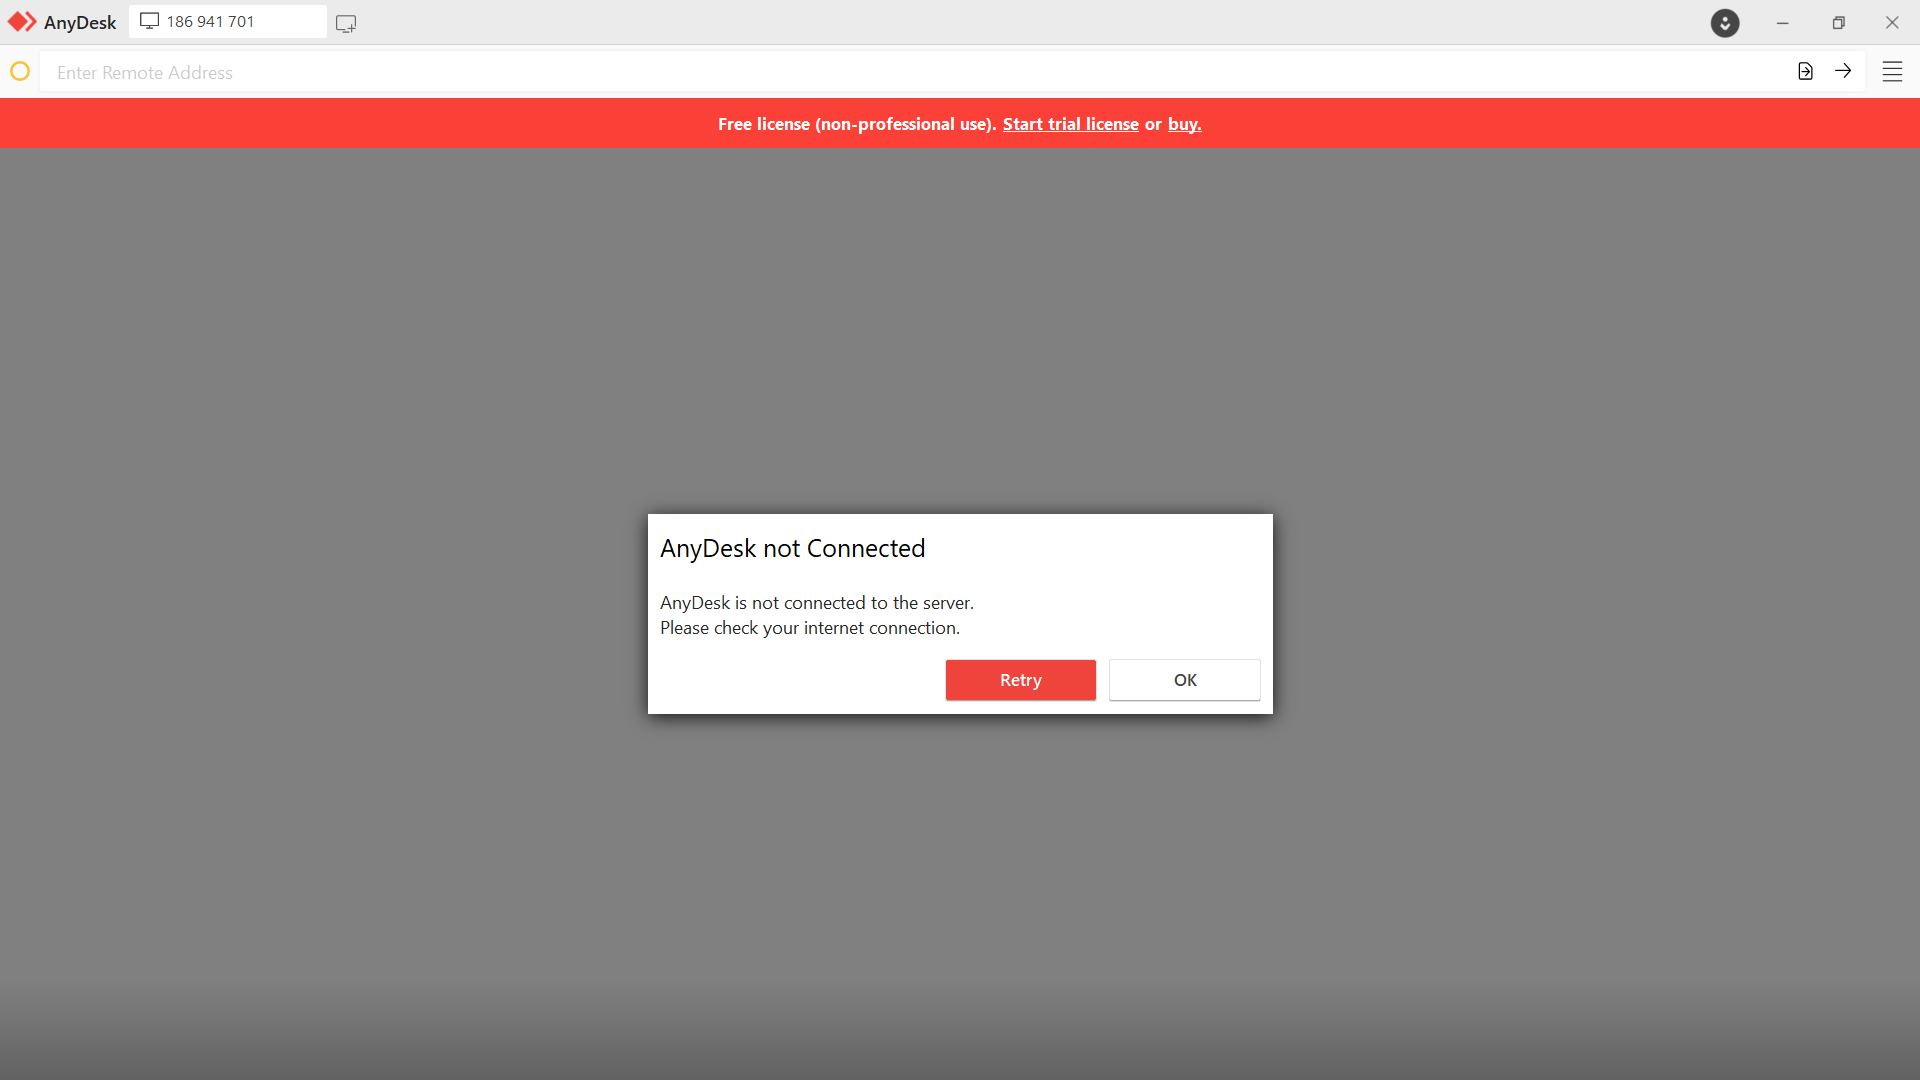 AnyDesk
186 941 701
Enter Remote Address
Free license (non-professional use). Start trial license or buy.
AnyDesk not Connected
AnyDesk is not connected to the server.
Please check your internet connection.
Retry
OK